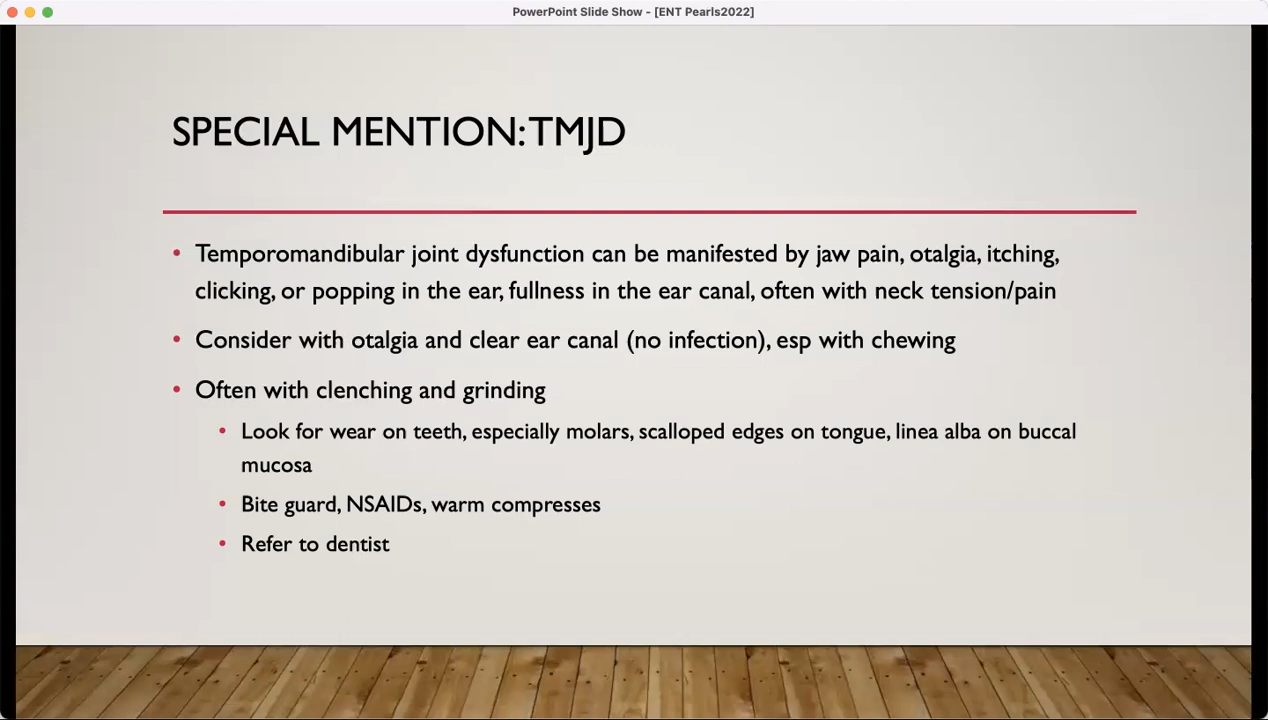 PowerPoint Slide Show - [ENT Pearls2022]
SPECIAL MENTION: TMJD
• Temporomandibular joint dysfunction can be manifested by jaw pain, otalgia, itching,
clicking, or popping in the ear, fullness in the ear canal, often with neck tension/pain
• Consider with otalgia and clear ear canal (no infection), esp with chewing
• Often with clenching and grinding
• Look for wear on teeth, especially molars, scalloped edges on tongue, linea alba on buccal
mucosa
• Bite guard, NSAIDs, warm compresses
• Refer to dentist